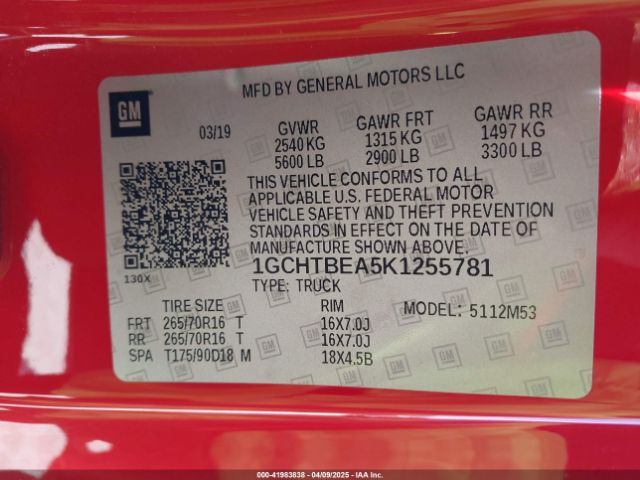 MFD BY GENERAL MOTORS LLC
GM
03/19
GVWR GAWR FRT GAWR RR
2540 KG 1315 KG 1497 KG
5600 LB 2900 LB 3300 LB
THIS VEHICLE CONFORMS TO ALL
APPLICABLE U.S. FEDERAL MOTOR
VEHICLE SAFETY AND THEFT PREVENTION
STANDARDS IN EFFECT ON THE DATE OF
MANUFACTURE SHOWN ABOVE.
130X
1GCHTBEA5K1255781
TYPE: TRUCK
MODEL: 5112M53
TIRE SIZE RIM
FRT 265/70R16 T 16X7.0J
RR 265/70R16 T 16X7.0J
SPA T175/90D18 M 18X4.5B
000-41983838 - 04/09/2025 - IAA Inc.